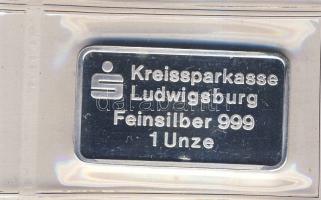 Kreissparkasse
Ludwigsburg
Feinsilber 999
1 Unze